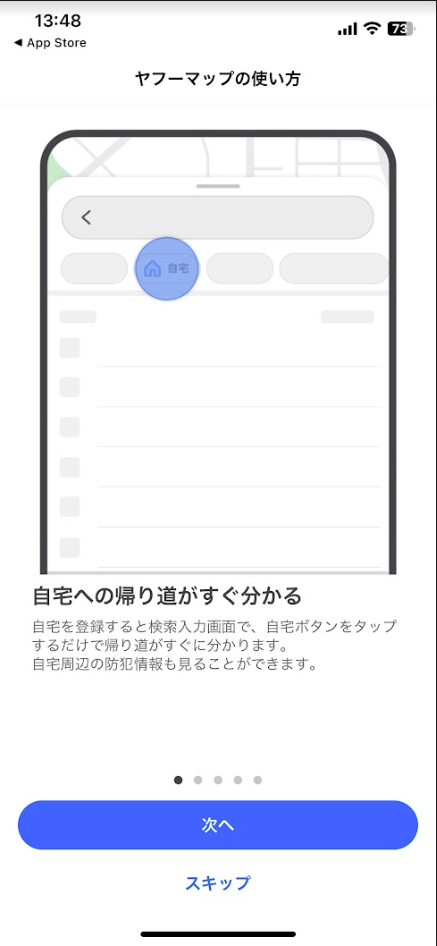 13:48
73
◀ App Store
ヤフーマップの使い方
自宅
自宅への帰り道がすぐ分かる
自宅を登録すると検索入力画面で、自宅ボタンをタップ
するだけで帰り道がすぐに分かります。
自宅周辺の防犯情報も見ることができます。
次へ
スキップ